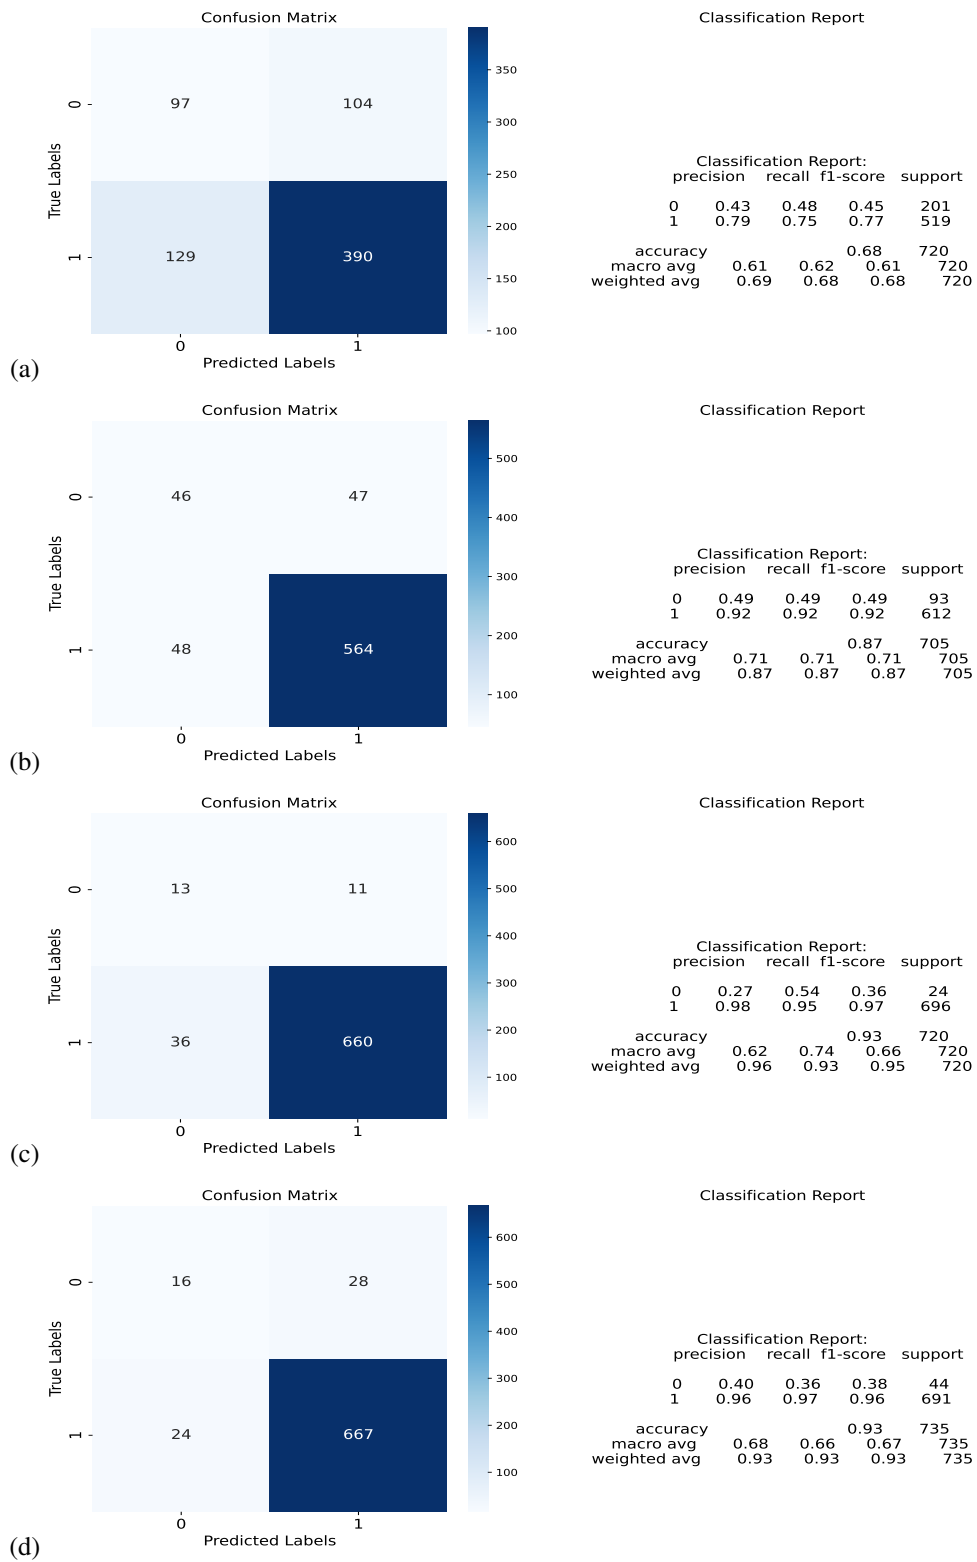 Confusion Matrix
0
97
104
True Labels
1
129
390
0
1
Predicted Labels
350
300
250
200
150
100
Classification Report
Classification Report:
precision recall f1-score support
0 0.43 0.48 0.45 201
1 0.79 0.75 0.77 519
accuracy 0.68 720
macro avg 0.61 0.62 0.61 720
weighted avg 0.69 0.68 0.68 720
(a)
Confusion Matrix
0
46
47
True Labels
1
48
564
0
1
Predicted Labels
500
400
300
200
100
Classification Report
Classification Report:
precision recall f1-score support
0 0.49 0.49 0.49 93
1 0.92 0.92 0.92 612
accuracy 0.87 705
macro avg 0.71 0.71 0.71 705
weighted avg 0.87 0.87 0.87 705
(b)
Confusion Matrix
0
13
11
True Labels
1
36
660
0
1
Predicted Labels
600
500
400
300
200
100
Classification Report
Classification Report:
precision recall f1-score support
0 0.27 0.54 0.36 24
1 0.98 0.95 0.97 696
accuracy 0.93 720
macro avg 0.62 0.74 0.66 720
weighted avg 0.96 0.93 0.95 720
(c)
Confusion Matrix
0
16
28
True Labels
1
24
667
0
1
Predicted Labels
600
500
400
300
200
100
Classification Report
Classification Report:
precision recall f1-score support
0 0.40 0.36 0.38 44
1 0.96 0.97 0.96 691
accuracy 0.93 735
macro avg 0.68 0.66 0.67 735
weighted avg 0.93 0.93 0.93 735
(d)